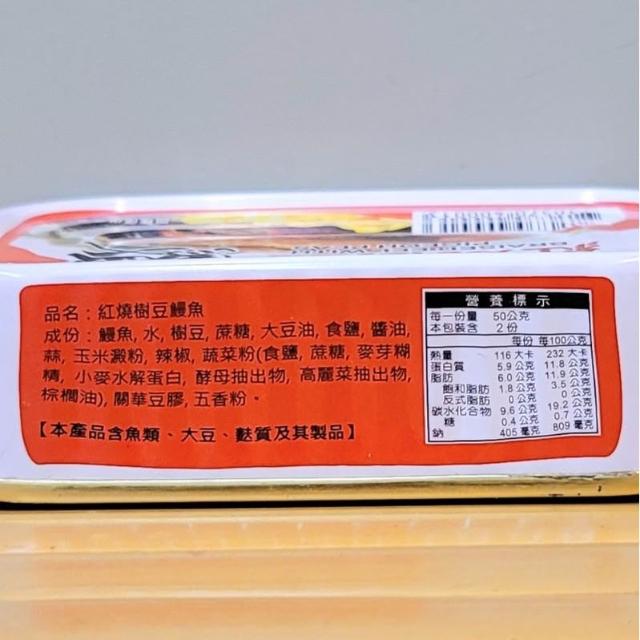 品名：紅燒樹豆鰻魚
成份：鰻魚, 水, 樹豆, 蔗糖, 大豆油, 食鹽, 醬油,
蒜, 玉米澱粉, 辣椒, 蔬菜粉(食鹽, 蔗糖, 麥芽糊
精, 小麥水解蛋白, 酵母抽出物, 高麗菜抽出物,
棕櫚油), 關華豆膠, 五香粉。
【本產品含魚類、大豆、麩質及其製品】
營養標示
每一份量 50公克
本包裝含 2份
每份 每100公克
熱量 116 大卡 232 大卡
蛋白質 5.9 公克 11.8 公克
脂肪 6.0 公克 11.9 公克
飽和脂肪 1.8 公克 3.5 公克
反式脂肪 0 公克 0 公克
碳水化合物 9.6 公克 19.2 公克
糖 0.4 公克 0.7 公克
鈉 405 毫克 809 毫克